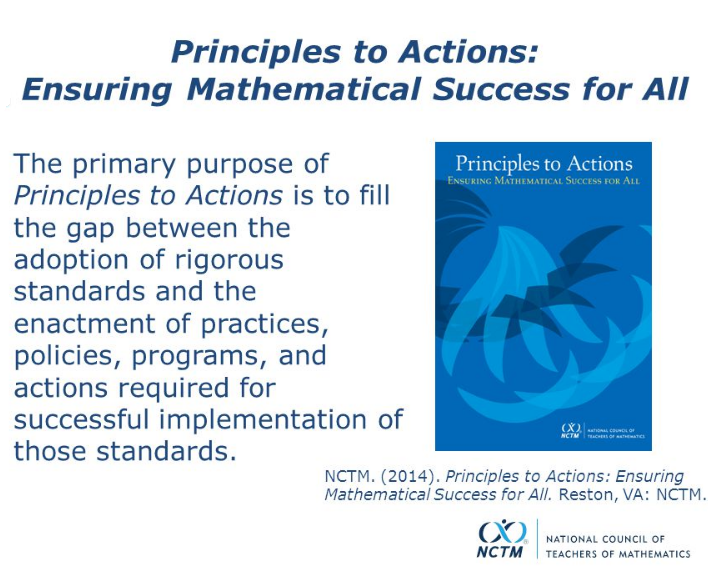 Principles to Actions:
Ensuring Mathematical Success for All
The primary purpose of
Principles to Actions is to fill
the gap between the
adoption of rigorous
standards and the
enactment of practices,
policies, programs, and
actions required for
successful implementation of
those standards.
Principles to Actions
Ensuring Mathematical Success for All
NCTM
NATIONAL COUNCIL OF
TEACHERS OF MATHEMATICS
NCTM. (2014). Principles to Actions: Ensuring
Mathematical Success for All. Reston, VA: NCTM.
NCTM®
NATIONAL COUNCIL OF
TEACHERS OF MATHEMATICS